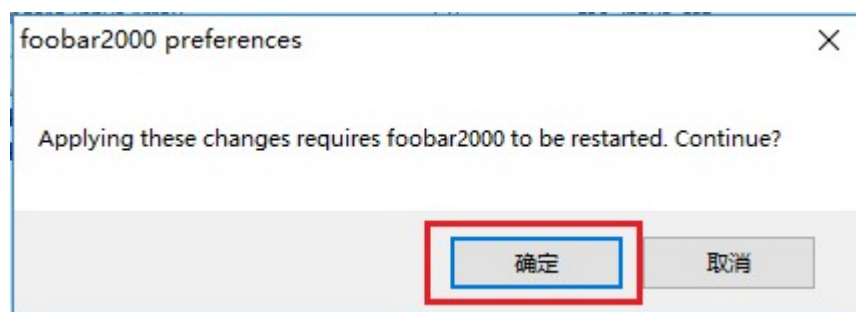 foobar2000 preferences
Applying these changes requires foobar2000 to be restarted. Continue?
确定
取消